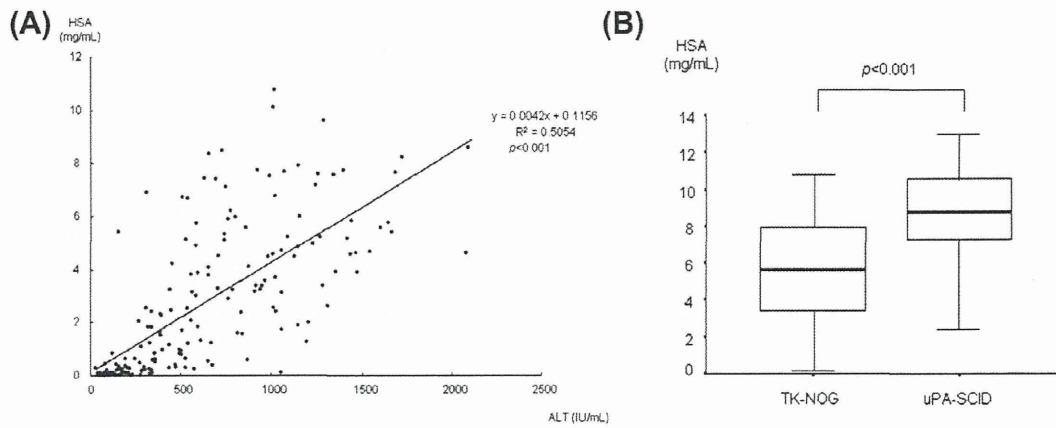 (A)
HSA
(mg/mL)
12
10
8
6
4
2
0
0
500
1000
1500
2000
2500
ALT (IU/mL)
y = 0.0042x + 0.1156
R² = 0.5054
p<0.001
(B)
HSA
(mg/mL)
p<0.001
14
12
10
8
6
4
2
0
TK-NOG
uPA-SCID